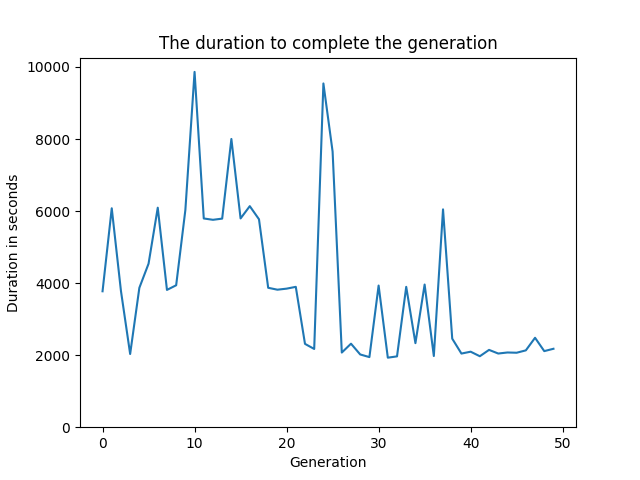 The duration to complete the generation
10000
8000
6000
4000
2000
0
Duration in seconds
0 10 20 30 40 50
Generation